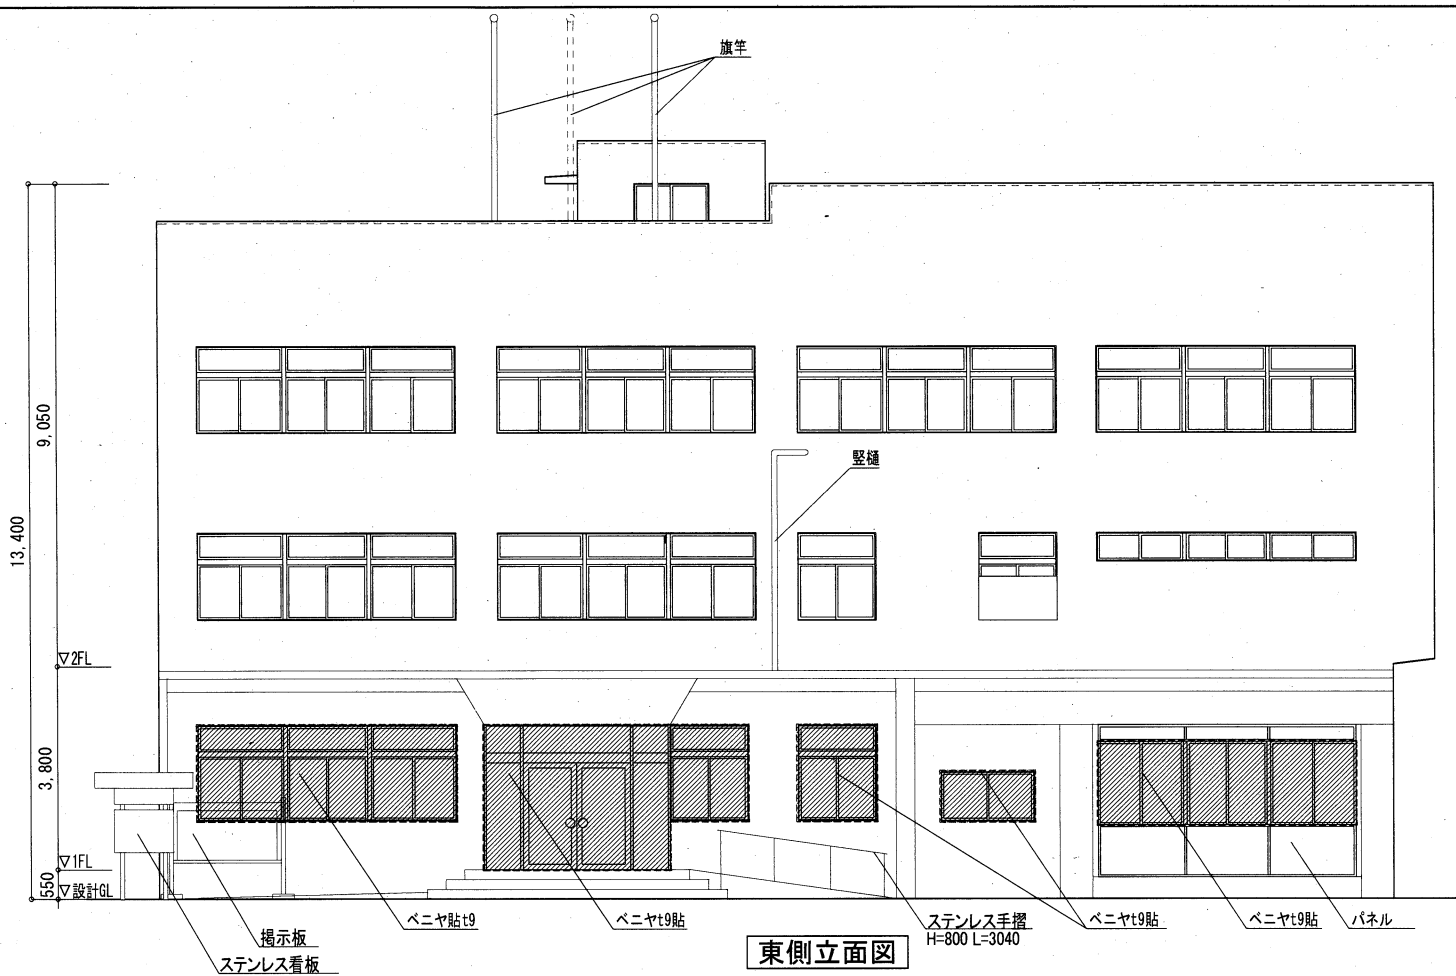 旗竿
竪樋
9,050
13,400
▽2FL
3,800
▽1FL
550
▽設計GL
ベニヤ貼t9
ベニヤt9貼
ステンレス手摺
H=800 L=3040
ベニヤt9貼
ベニヤt9貼
パネル
掲示板
ステンレス看板
東側立面図